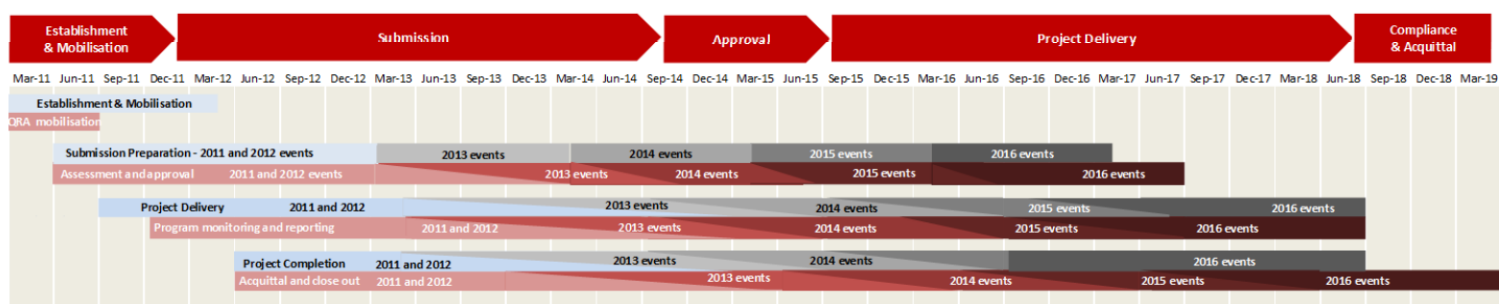 Establishment
& Mobilisation
Submission
Approval
Project Delivery
Compliance
& Acquittal
Mar-11 Jun-11 Sep-11 Dec-11 Mar-12 Jun-12 Sep-12 Dec-12 Mar-13 Jun-13 Sep-13 Dec-13 Mar-14 Jun-14 Sep-14 Dec-14 Mar-15 Jun-15 Sep-15 Dec-15 Mar-16 Jun-16 Sep-16 Dec-16 Mar-17 Jun-17 Sep-17 Dec-17 Mar-18 Jun-18 Sep-18 Dec-18 Mar-19
Establishment & Mobilisation
QRA mobilisation
Submission Preparation - 2011 and 2012 events 2013 events 2014 events 2015 events 2016 events
Assessment and approval 2011 and 2012 events 2013 events 2014 events 2015 events 2016 events
Project Delivery 2011 and 2012 2013 events 2014 events 2015 events 2016 events
Program monitoring and reporting 2011 and 2012 2013 events 2014 events 2015 events 2016 events
Project Completion 2011 and 2012 2013 events 2014 events 2016 events
Acquittal and close out 2011 and 2012 2013 events 2014 events 2015 events 2016 events